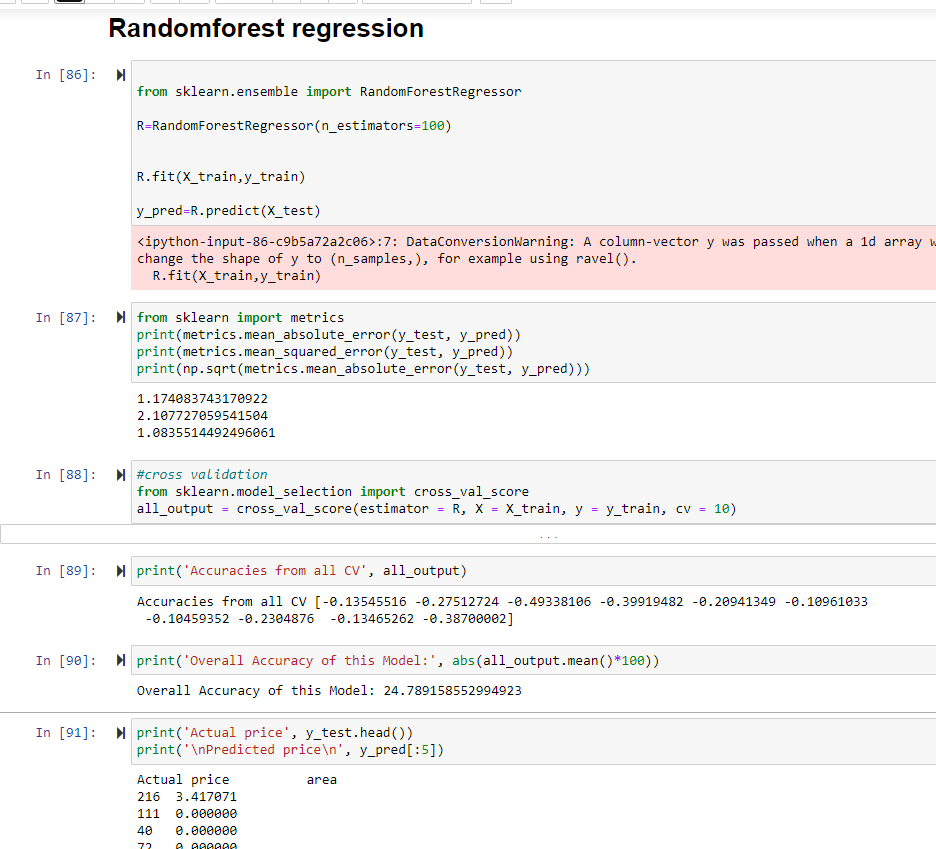 Randomforest regression
In [86]:
from sklearn.ensemble import RandomForestRegressor
R=RandomForestRegressor(n_estimators=100)
R.fit(X_train,y_train)
y_pred=R.predict(X_test)
<ipython-input-86-c9b5a72a2c06>:7: DataConversionWarning: A column-vector y was passed when a 1d array
change the shape of y to (n_samples,), for example using ravel().
R.fit(X_train,y_train)
In [87]:
from sklearn import metrics
print(metrics.mean_absolute_error(y_test, y_pred))
print(metrics.mean_squared_error(y_test, y_pred))
print(np.sqrt(metrics.mean_absolute_error(y_test, y_pred)))
1.174083743170922
2.107727059541504
1.0835514492496061
In [88]:
#cross validation
from sklearn.model_selection import cross_val_score
all_output = cross_val_score(estimator = R, X = X_train, y = y_train, cv = 10)
...
In [89]:
print('Accuracies from all CV', all_output)
Accuracies from all CV [-0.13545516 -0.27512724 -0.49338106 -0.39919482 -0.20941349 -0.10961033
-0.10459352 -0.2304876 -0.13465262 -0.38700002]
In [90]:
print('Overall Accuracy of this Model:', abs(all_output.mean()*100))
Overall Accuracy of this Model: 24.789158552994923
In [91]:
print('Actual price', y_test.head())
print('\nPredicted price\n', y_pred[:5])
Actual price area
216 3.417071
111 0.000000
40 0.000000
72 0.000000